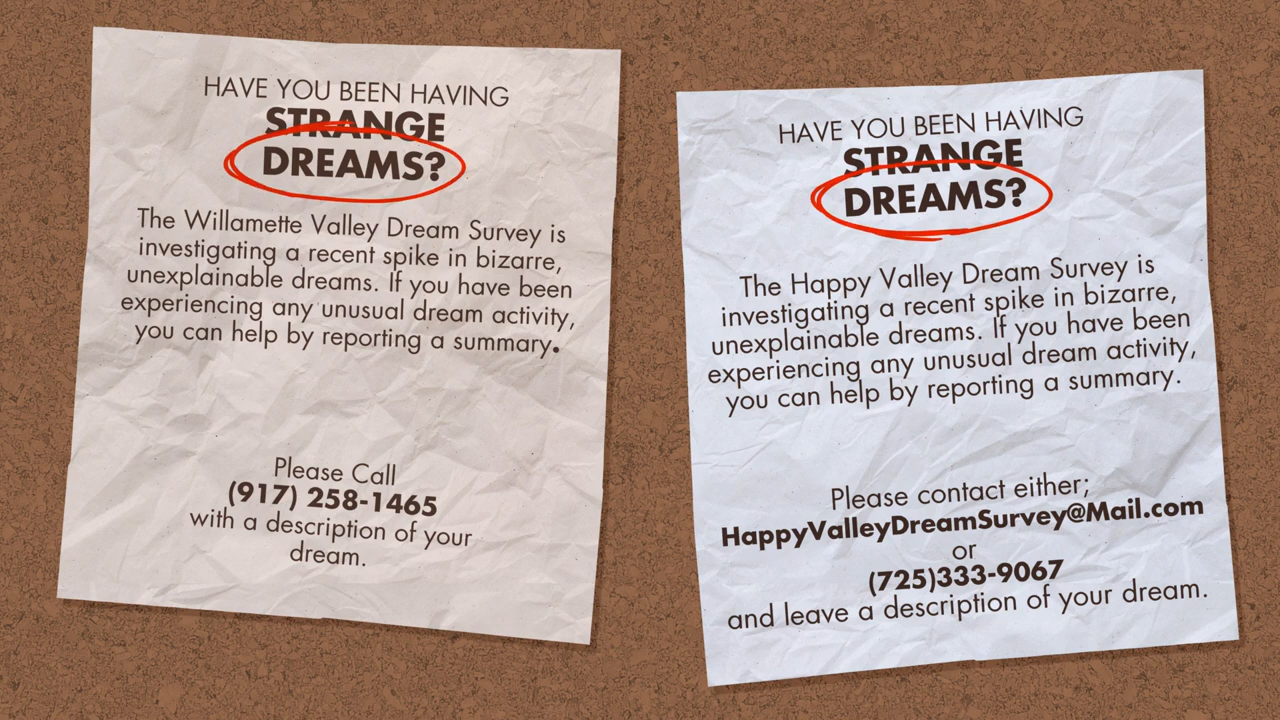 HAVE YOU BEEN HAVING
STRANGE
DREAMS?
The Willamette Valley Dream Survey is
investigating a recent spike in bizarre,
unexplainable dreams. If you have been
experiencing any unusual dream activity,
you can help by reporting a summary.
Please Call
(917) 258-1465
with a description of your
dream.
HAVE YOU BEEN HAVING
STRANGE
DREAMS?
The Happy Valley Dream Survey is
investigating a recent spike in bizarre,
unexplainable dreams. If you have been
experiencing any unusual dream activity,
you can help by reporting a summary.
Please contact either;
HappyValleyDreamSurvey@Mail.com
or
(725)333-9067
and leave a description of your dream.